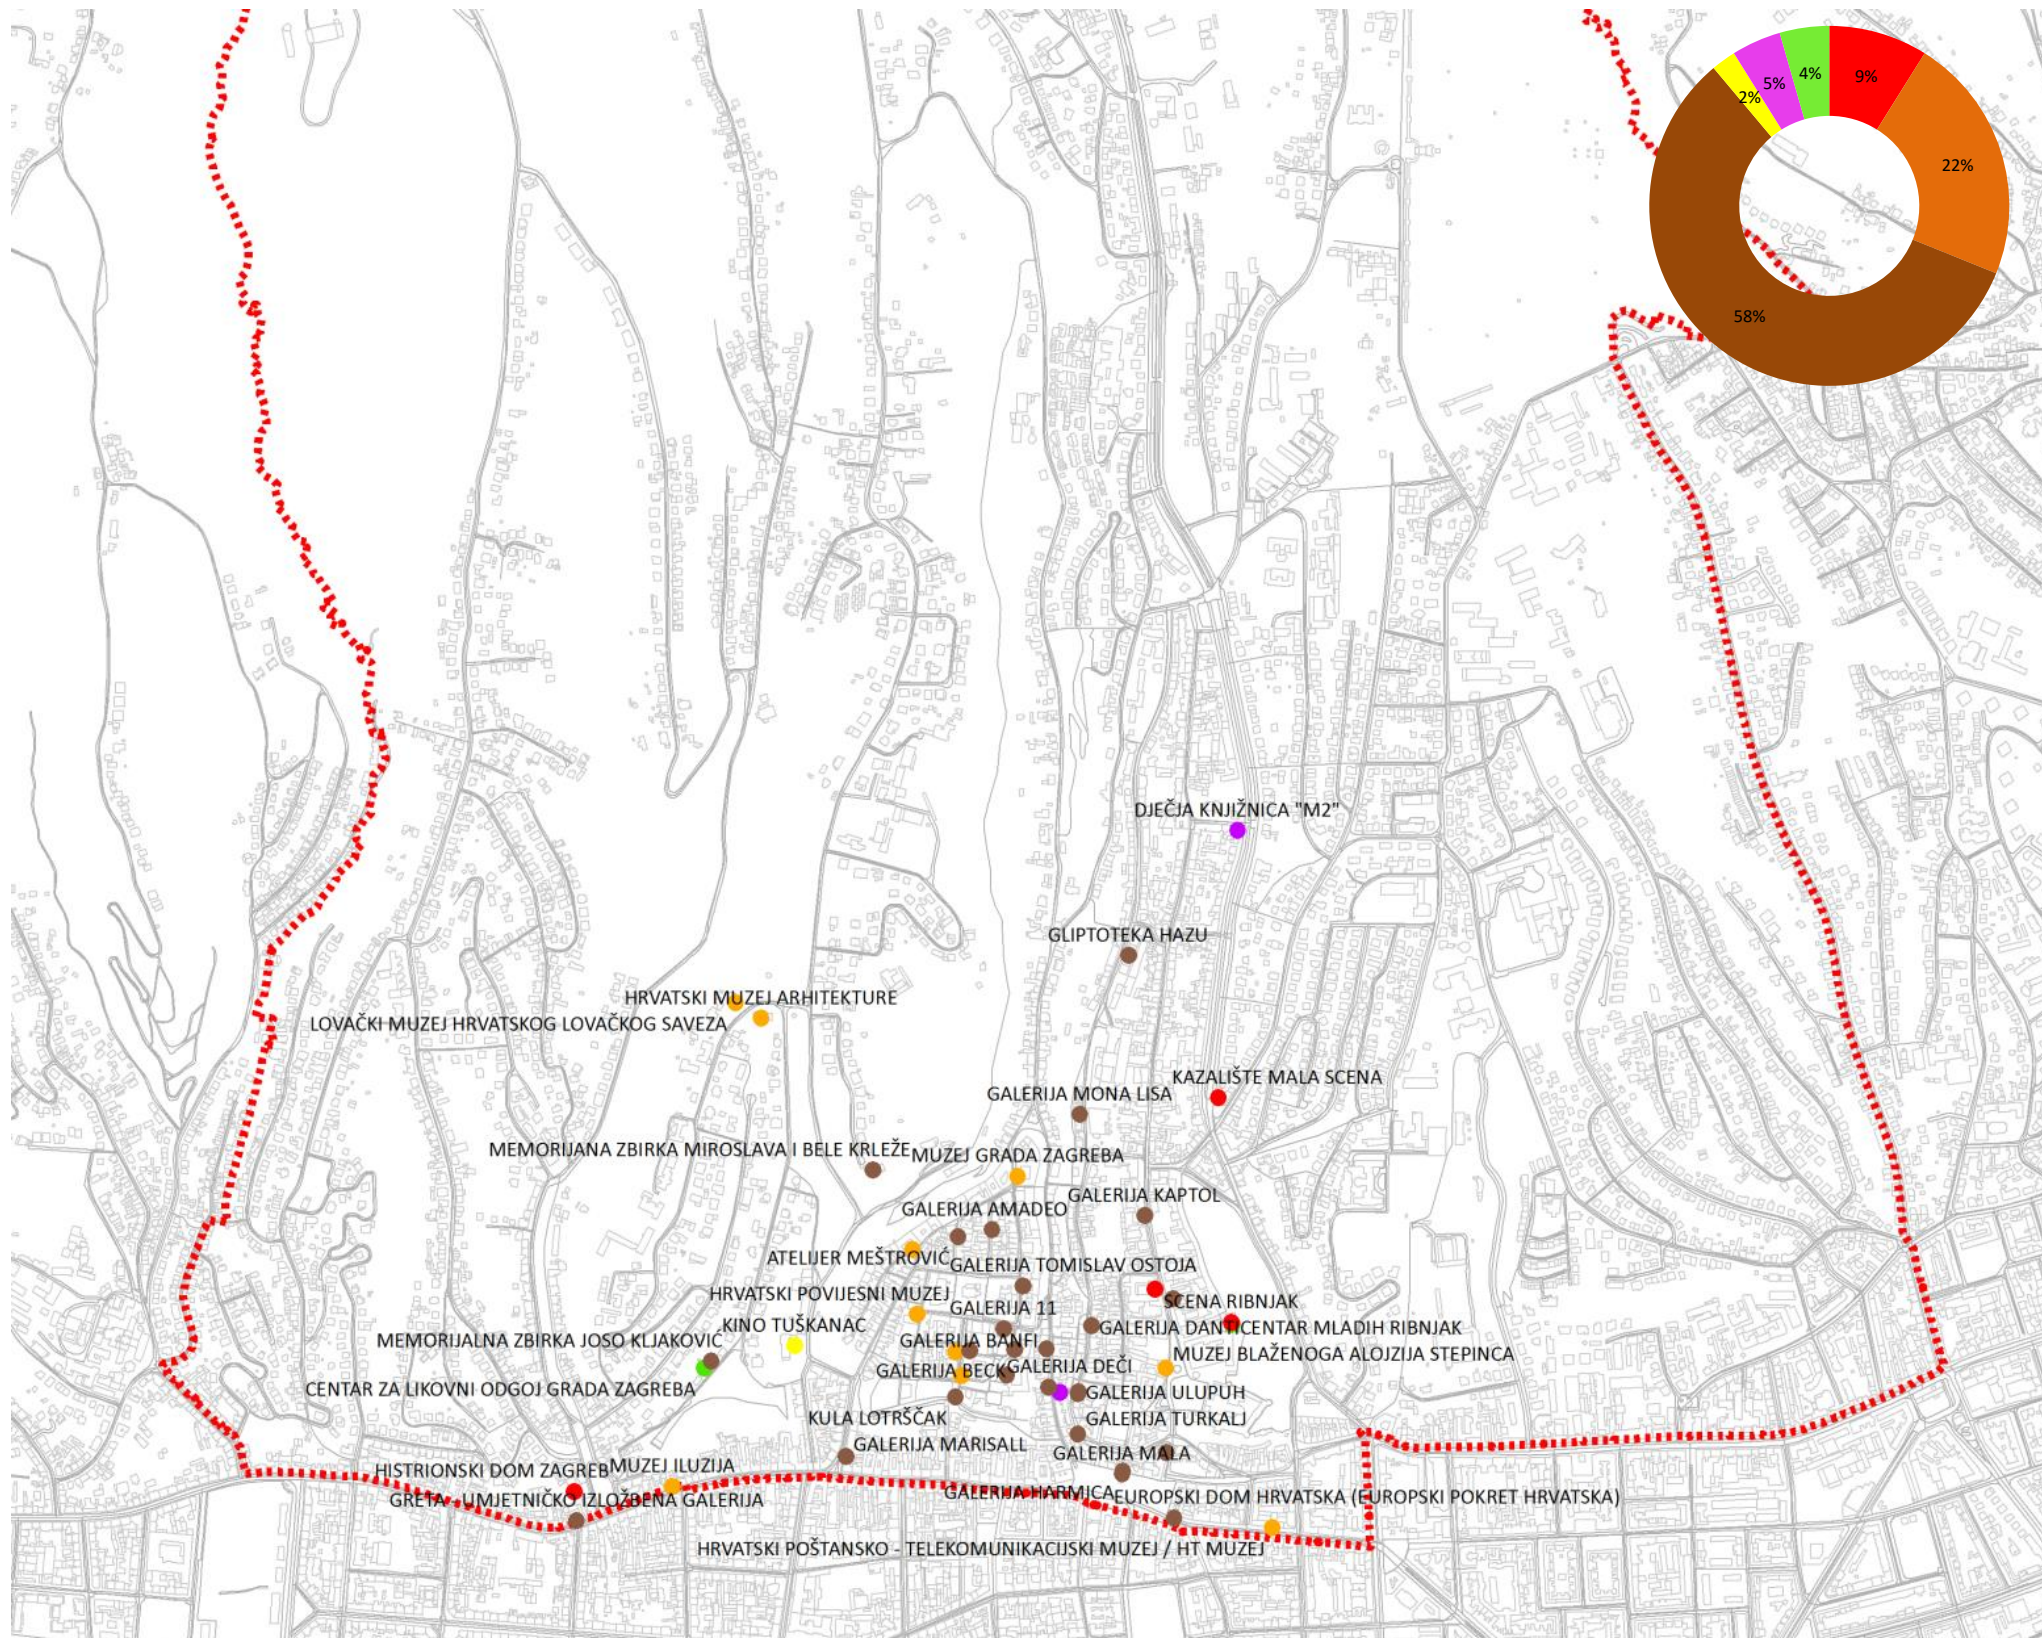 4%
9%
5%
2%
22%
58%
DJEČJA KNJIŽNICA "M2"
GLIPTOTEKA HAZU
HRVATSKI MUZEJ ARHITEKTURE
LOVAČKI MUZEJ HRVATSKOG LOVAČKOG SAVEZA
KAZALIŠTE MALA SCENA
GALERIJA MONA LISA
MEMORIJANA ZBIRKA MIROSLAVA I BELE KRLEŽE
MUZEJ GRADA ZAGREBA
GALERIJA KAPTOL
GALERIJA AMADEO
ATELIJER MEŠTROVIĆ
GALERIJA TOMISLAV OSTOJA
HRVATSKI POVIJESNI MUZEJ
SCENA RIBNJAK
GALERIJA 11
KINO TUŠKANAC
GALERIJA DANTI
CENTAR MLADIH RIBNJAK
MEMORIJALNA ZBIRKA JOSO KLJAKOVIĆ
GALERIJA BANFI
MUZEJ BLAŽENOGA ALOJZIJA STEPINCA
GALERIJA BECK
GALERIJA DEČI
CENTAR ZA LIKOVNI ODGOJ GRADA ZAGREBA
GALERIJA ULUPUH
KULA LOTRŠČAK
GALERIJA TURKALJ
GALERIJA MARISALL
GALERIJA MALA
HISTRIONSKI DOM ZAGREB
MUZEJ ILUZIJA
GALERIJA HARMICA
EUROPSKI DOM HRVATSKA (EUROPSKI POKRET HRVATSKA)
GRETA - UMJETNIČKO IZLOŽBENA GALERIJA
HRVATSKI POŠTANSKO - TELEKOMUNIKACIJSKI MUZEJ / HT MUZEJ